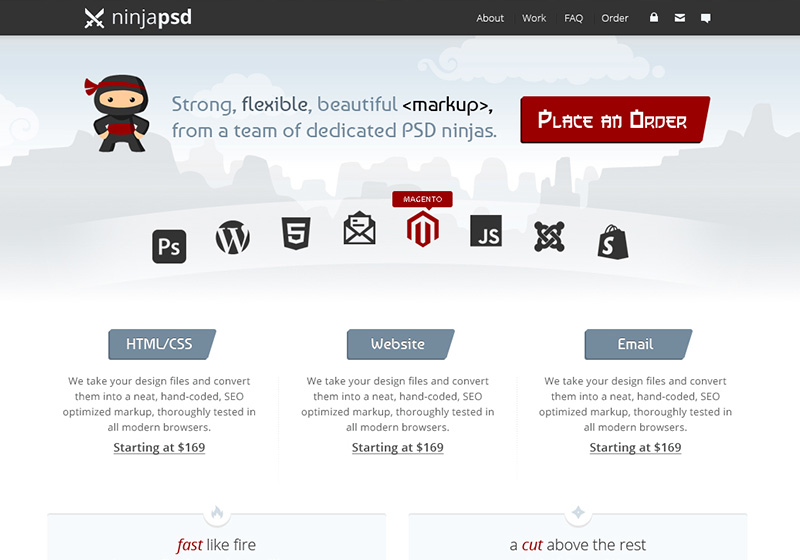 ninjapsd
About Work FAQ Order
Strong, flexible, beautiful <markup>,
from a team of dedicated PSD ninjas.
Place an Order
MAGENTO
Ps
W
5
JS
S
HTML/CSS
We take your design files and convert
them into a neat, hand-coded, SEO
optimized markup, thoroughly tested in
all modern browsers.
Starting at $169
Website
We take your design files and convert
them into a neat, hand-coded, SEO
optimized markup, thoroughly tested in
all modern browsers.
Starting at $169
Email
We take your design files and convert
them into a neat, hand-coded, SEO
optimized markup, thoroughly tested in
all modern browsers.
Starting at $169
fast like fire
a cut above the rest